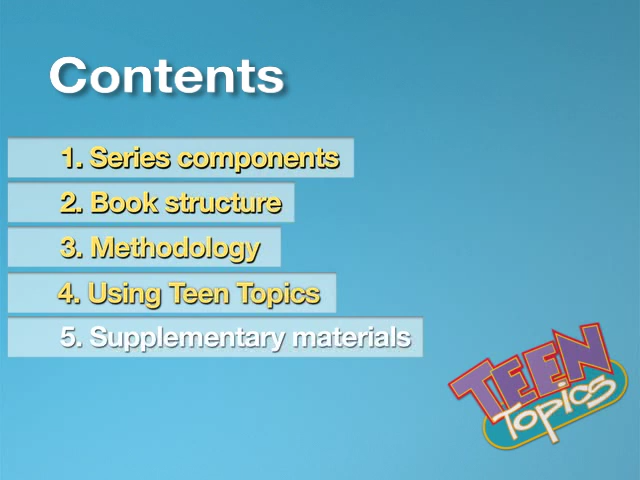 Contents
1. Series components
2. Book structure
3. Methodology
4. Using Teen Topics
5. Supplementary materials
TEEN
Topics